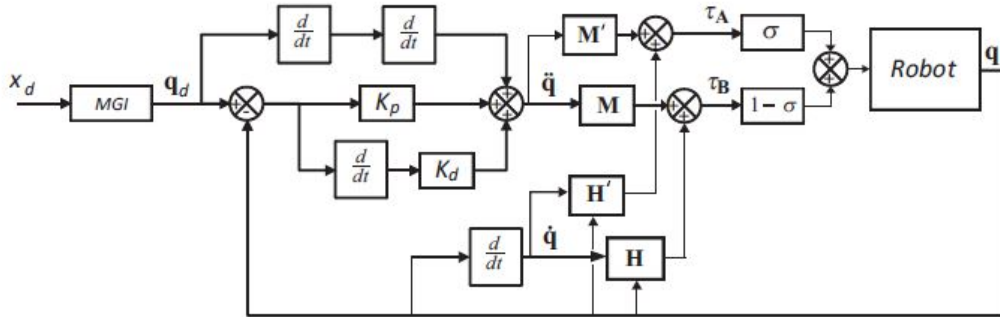 x_d
MGI
q_d
+
-
d/dt
d/dt
K_p
d/dt
K_d
+
+
+
q̈
M′
M
+
+
+
+
τ_A
τ_B
σ
1 - σ
+
+
Robot
q
H′
d/dt
q̇
H